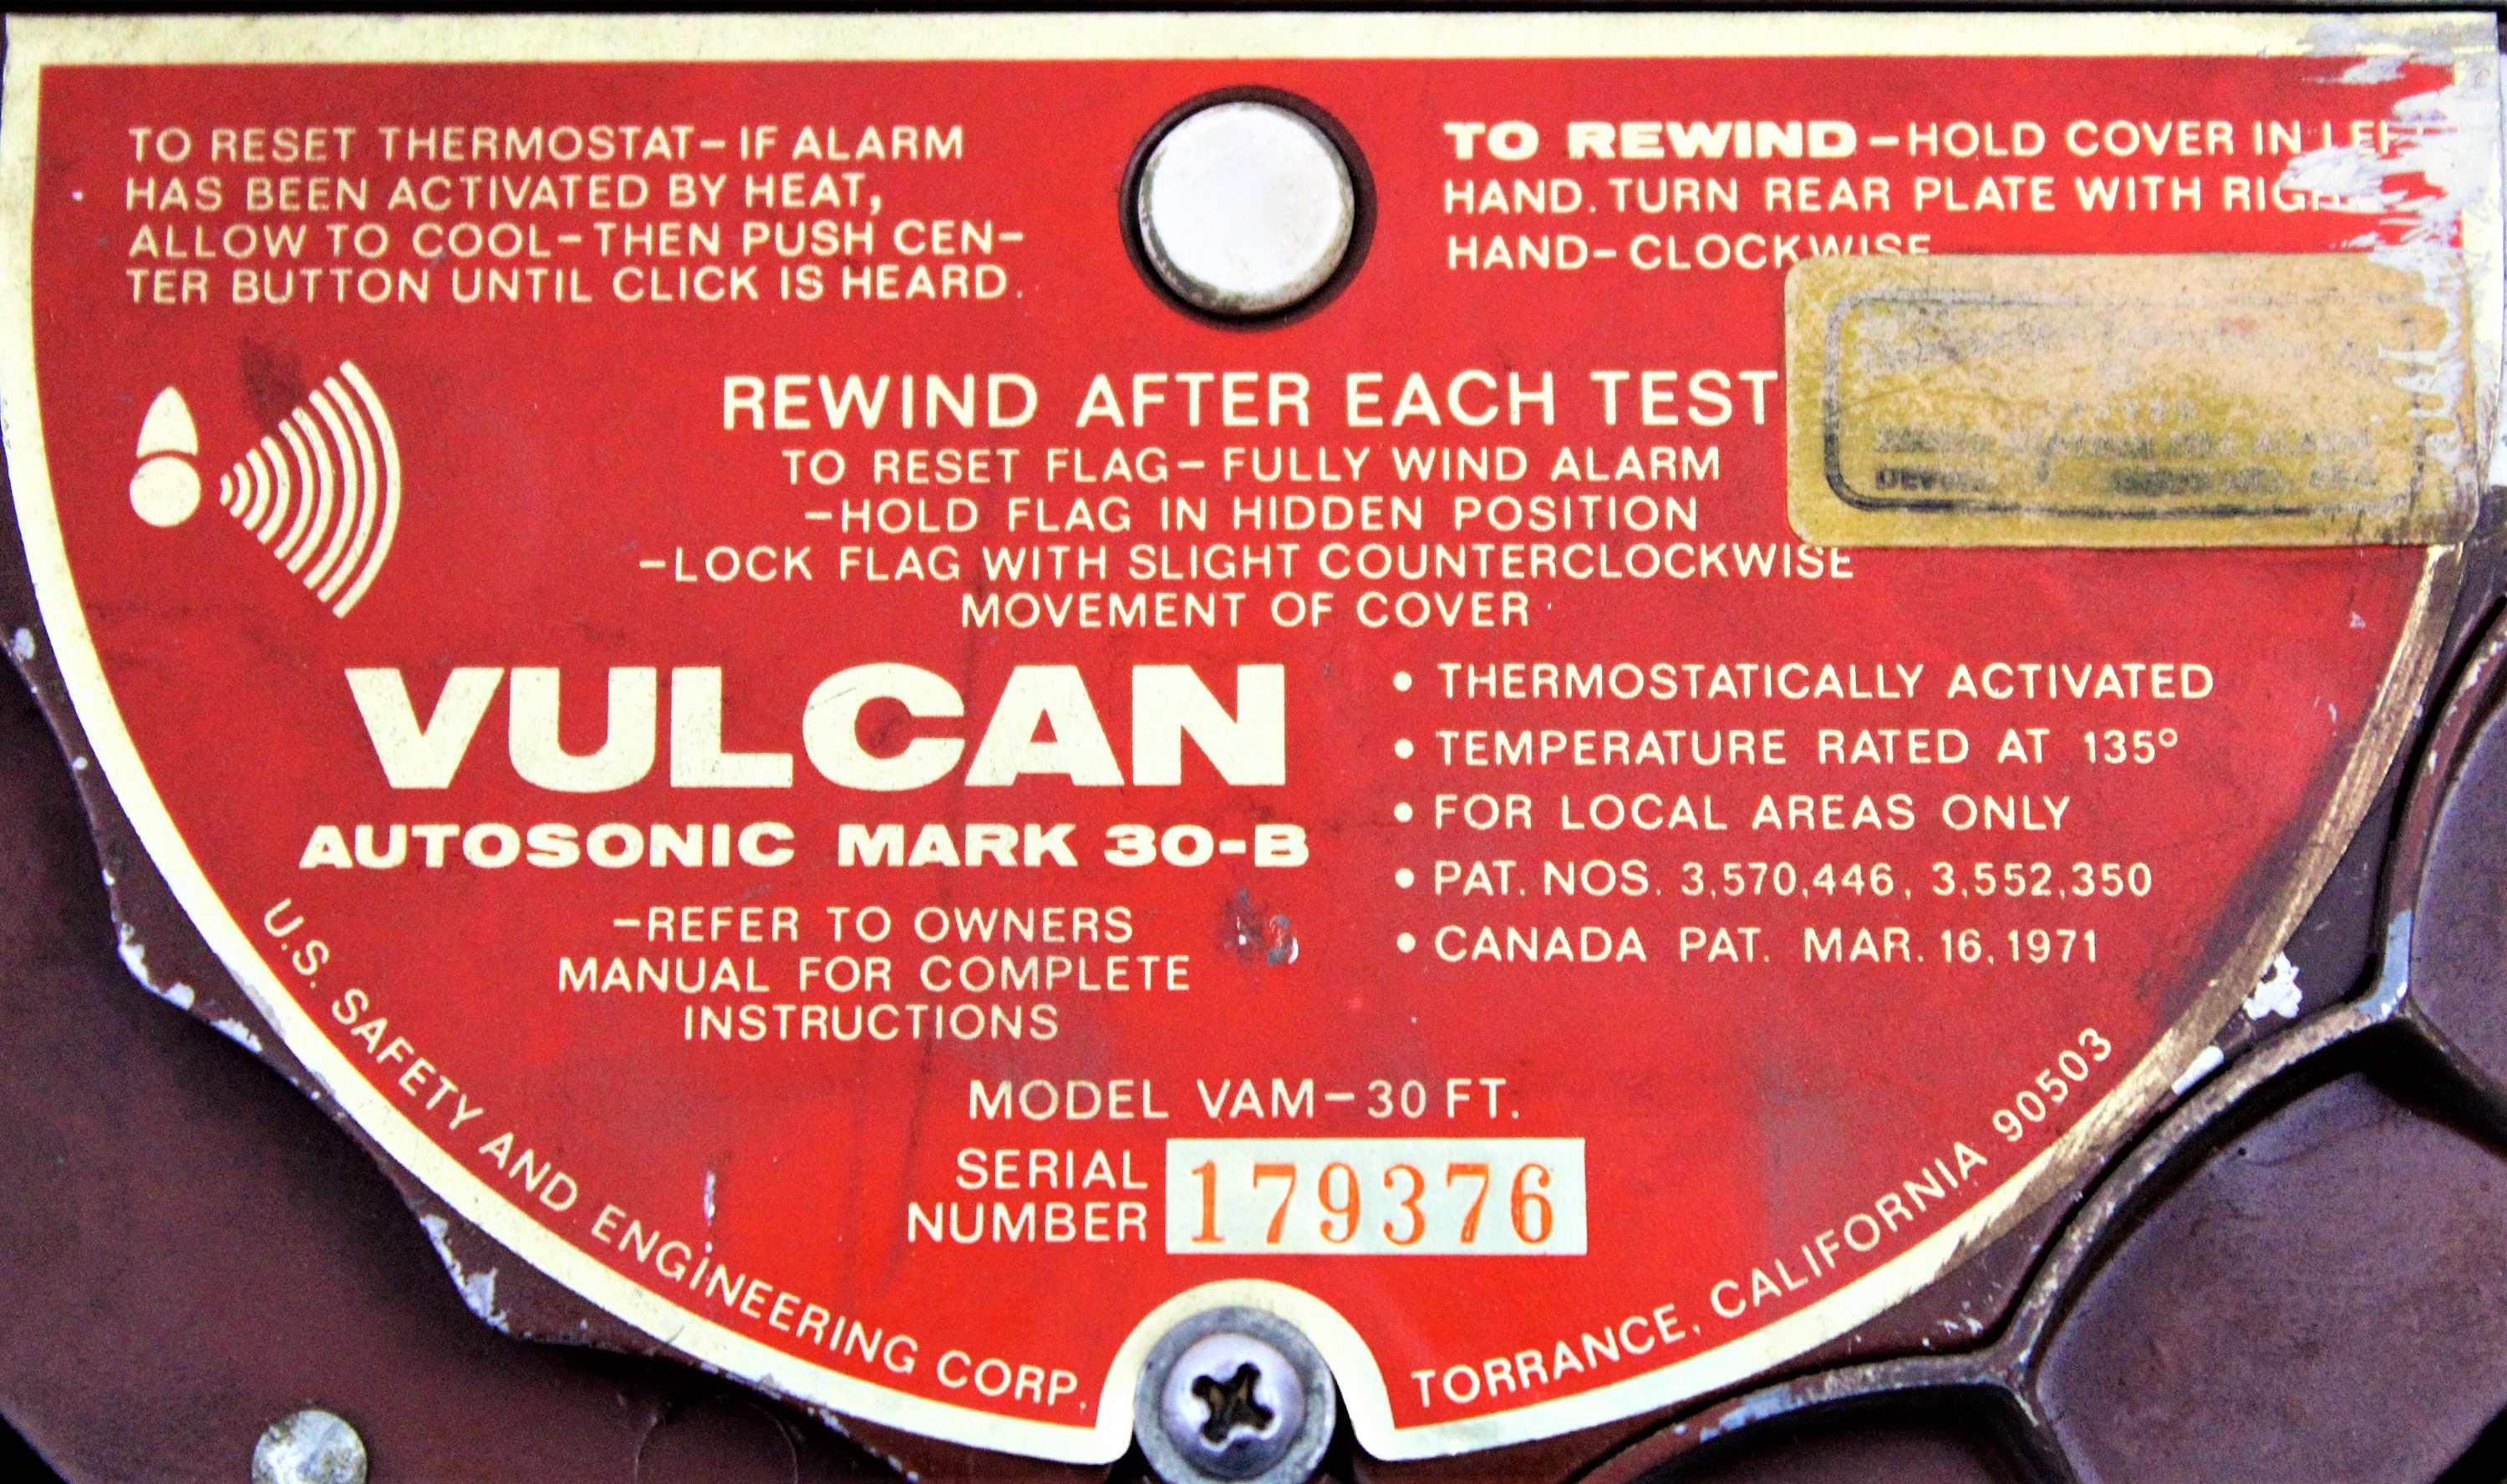 TO RESET THERMOSTAT–IF ALARM
HAS BEEN ACTIVATED BY HEAT,
ALLOW TO COOL–THEN PUSH CEN-
TER BUTTON UNTIL CLICK IS HEARD.
TO REWIND–HOLD COVER IN LEFT
HAND. TURN REAR PLATE WITH RIGHT
HAND–CLOCKWISE
REWIND AFTER EACH TEST
TO RESET FLAG–FULLY WIND ALARM
–HOLD FLAG IN HIDDEN POSITION
–LOCK FLAG WITH SLIGHT COUNTERCLOCKWISE
MOVEMENT OF COVER
VULCAN
AUTOSONIC MARK 30-B
–REFER TO OWNERS
MANUAL FOR COMPLETE
INSTRUCTIONS
• THERMOSTATICALLY ACTIVATED
• TEMPERATURE RATED AT 135°
• FOR LOCAL AREAS ONLY
• PAT. NOS. 3,570,446, 3,552,350
• CANADA PAT. MAR. 16, 1971
MODEL VAM–30 FT.
SERIAL
NUMBER 179376
U.S. SAFETY AND ENGINEERING CORP.
TORRANCE, CALIFORNIA 90503